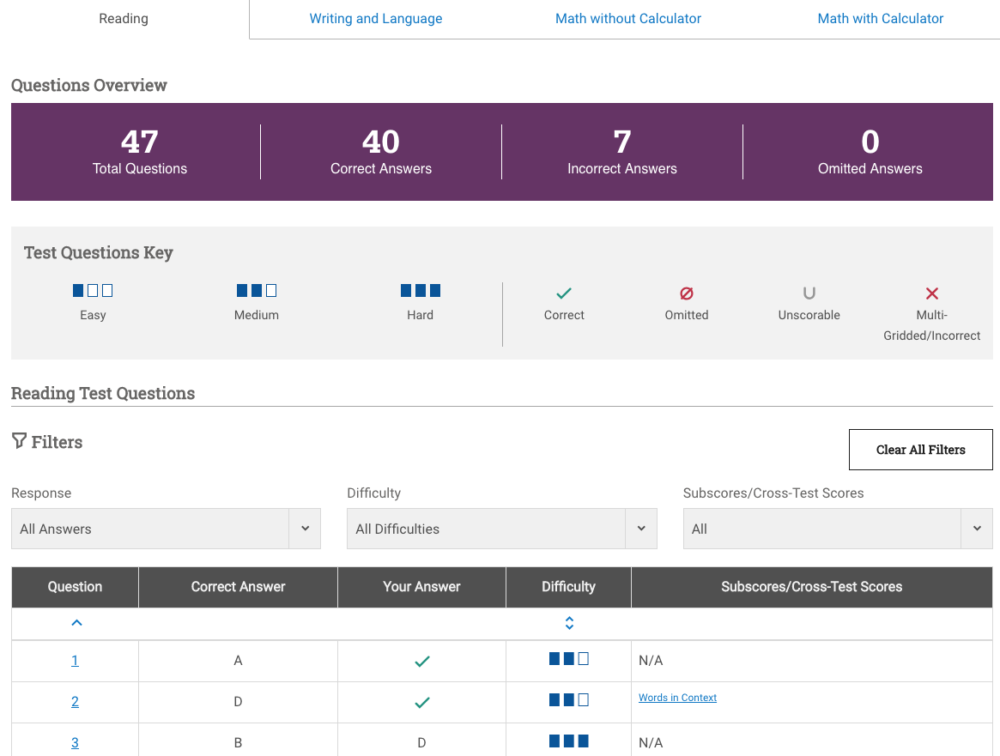 Reading Writing and Language Math without Calculator Math with Calculator
Questions Overview
47 40 7 0
Total Questions Correct Answers Incorrect Answers Omitted Answers
Test Questions Key
Easy Medium Hard Correct Omitted Unscorable Multi-
Gridded/Incorrect
Reading Test Questions
Filters
Clear All Filters
Response Difficulty Subscores/Cross-Test Scores
All Answers All Difficulties All
Question Correct Answer Your Answer Difficulty Subscores/Cross-Test Scores
1 A N/A
2 D Words in Context
3 B D N/A